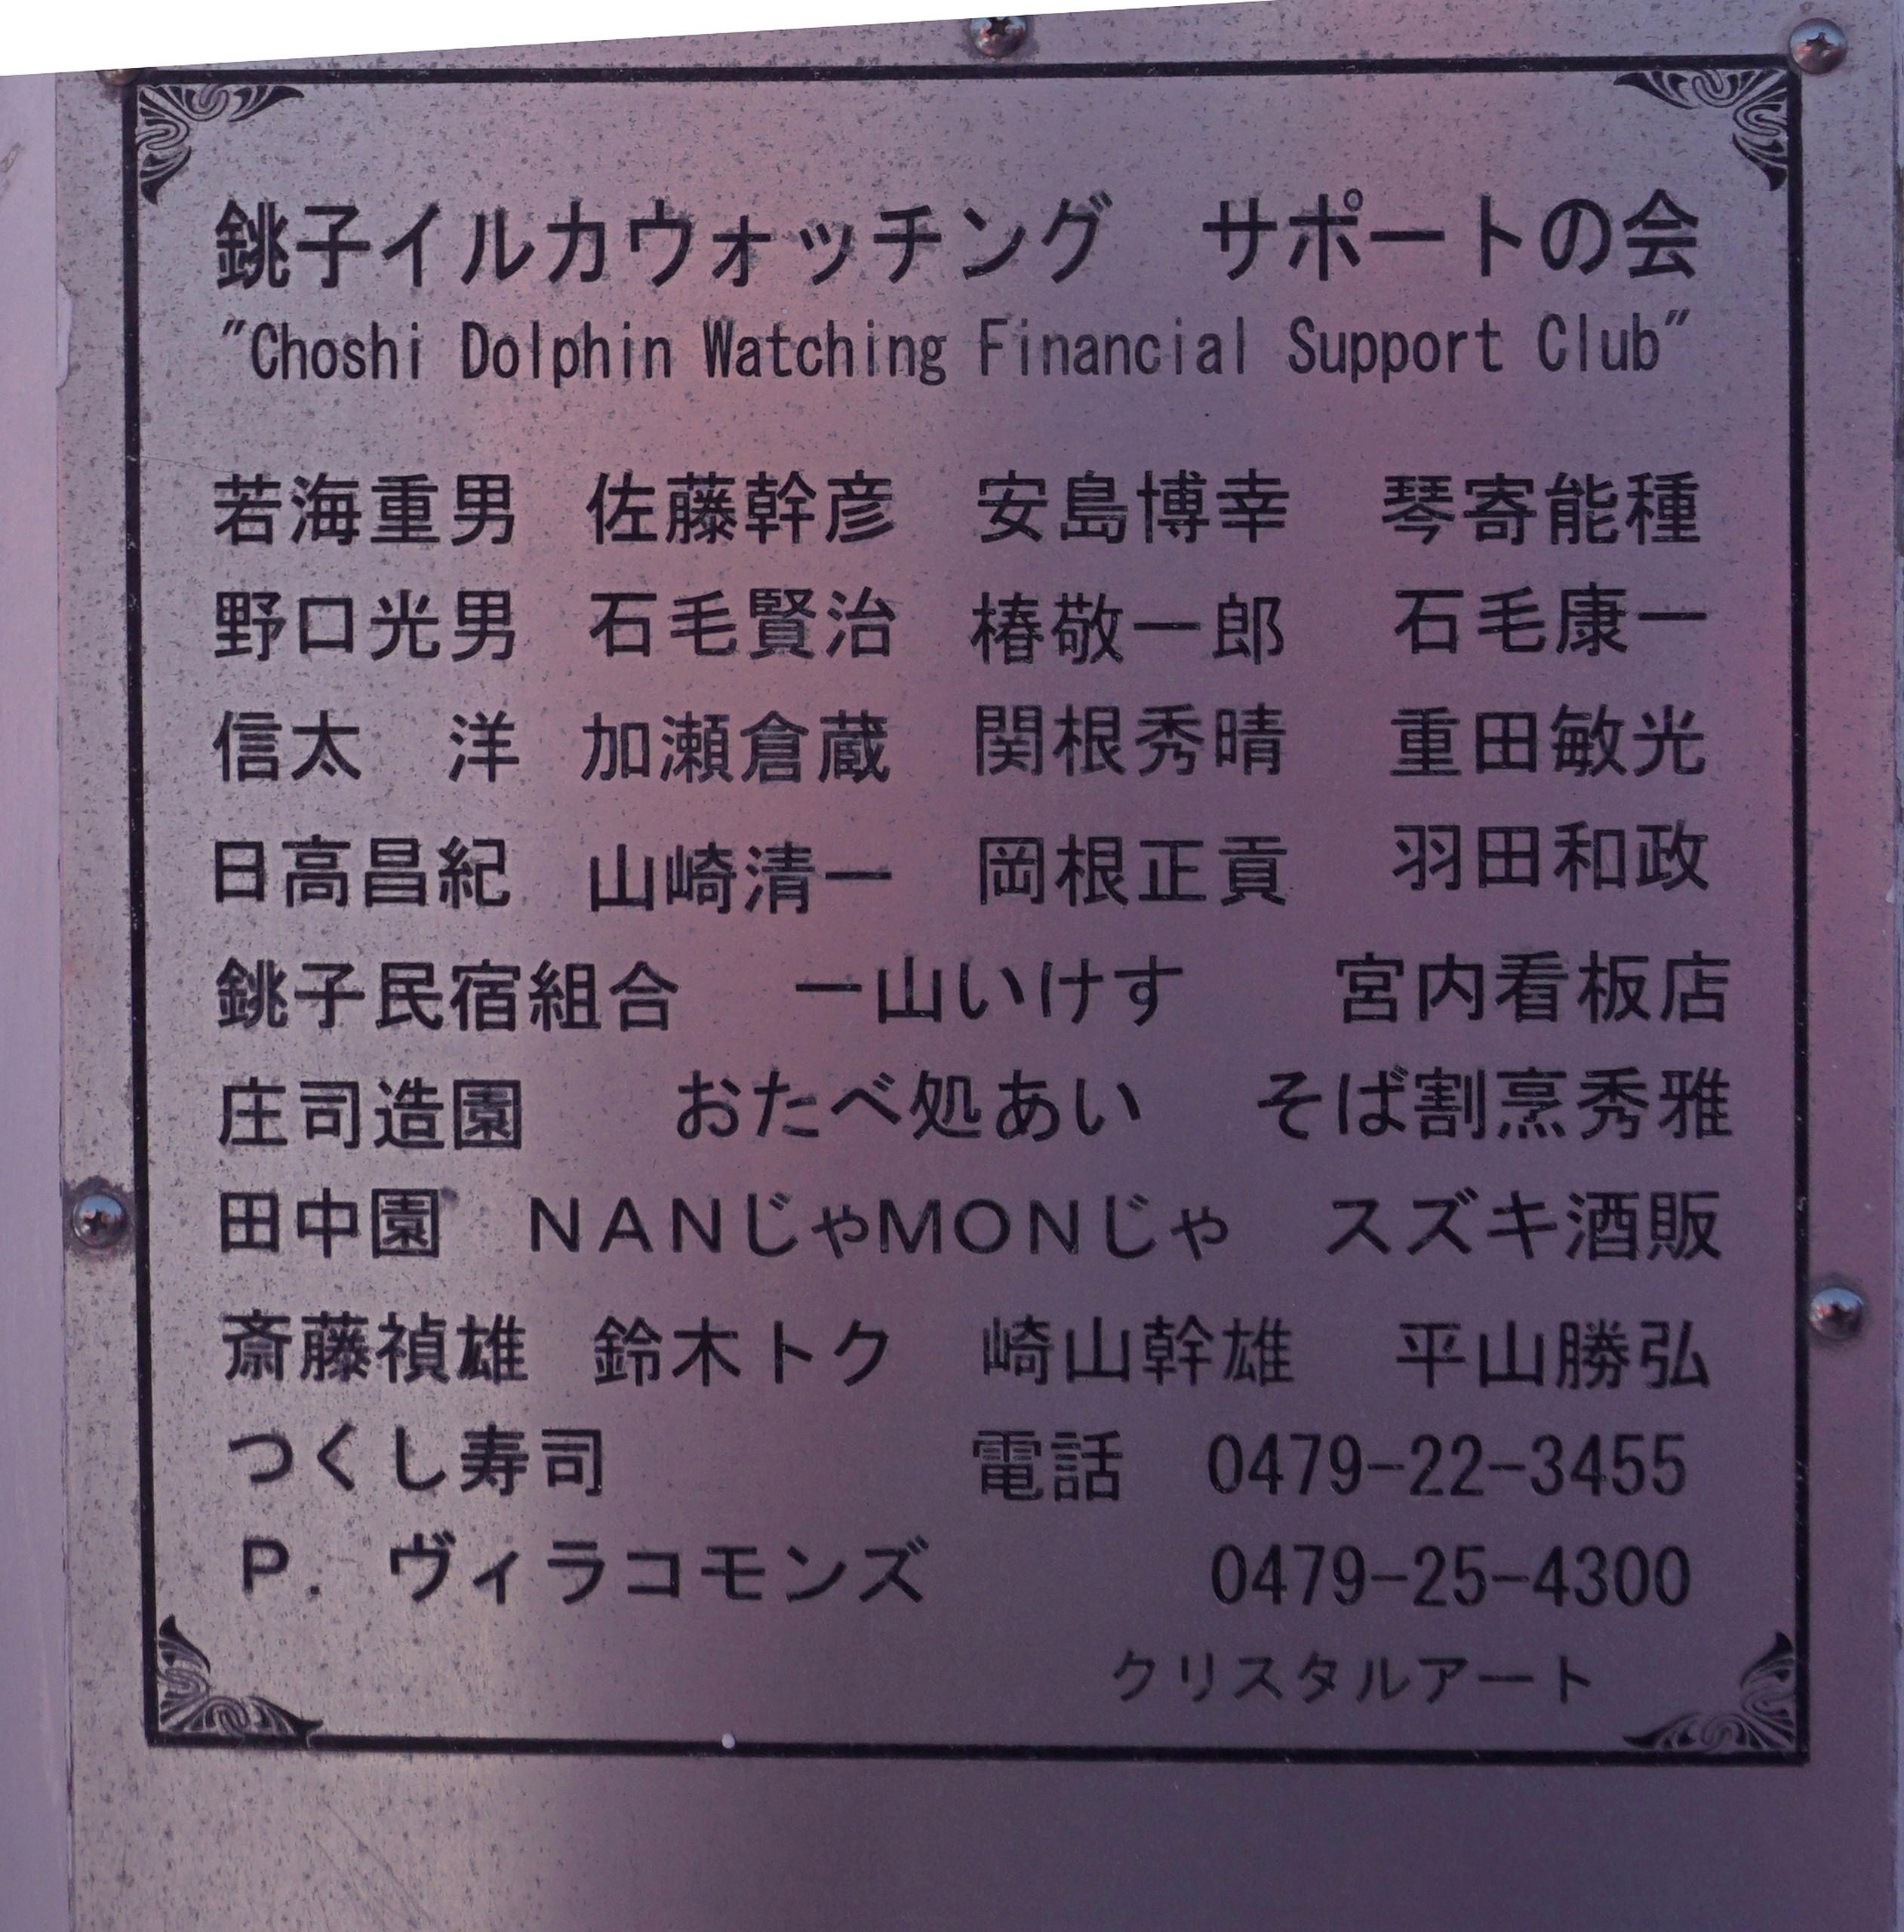 銚子イルカウォッチング　サポートの会
"Choshi Dolphin Watching Financial Support Club"
若海重男　佐藤幹彦　安島博幸　琴寄能種
野口光男　石毛賢治　椿敬一郎　石毛康一
信太　洋　加瀬倉蔵　関根秀晴　重田敏光
日高昌紀　山崎清一　岡根正貢　羽田和政
銚子民宿組合　一山いけす　宮内看板店
庄司造園　おたべ処あい　そば割烹秀雅
田中園　NANじゃMONじゃ　スズキ酒販
斎藤禎雄　鈴木トク　崎山幹雄　平山勝弘
つくし寿司　電話　0479-22-3455
P．ヴィラコモンズ　0479-25-4300
クリスタルアート